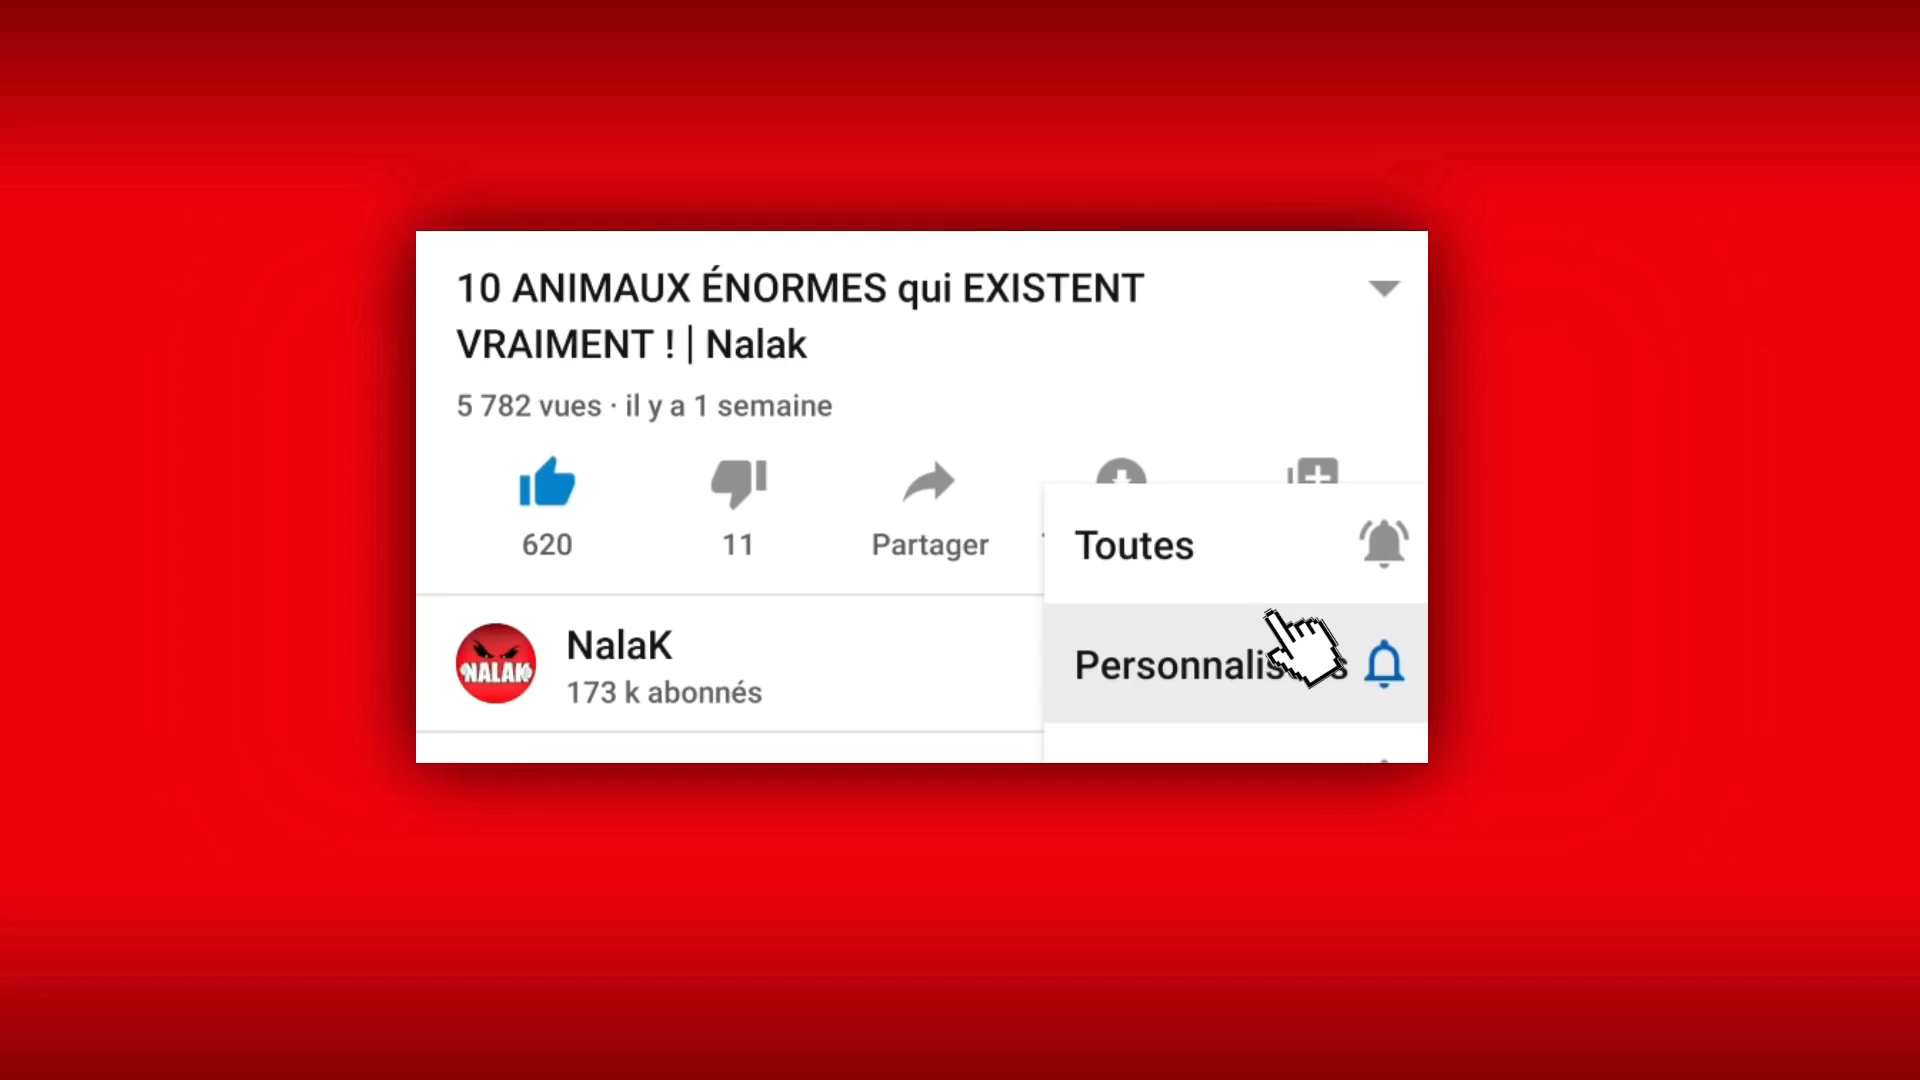 10 ANIMAUX ÉNORMES qui EXISTENT
VRAIMENT ! | Nalak
5 782 vues · il y a 1 semaine
620
11
Partager
Toutes
NALAK
NalaK
173 k abonnés